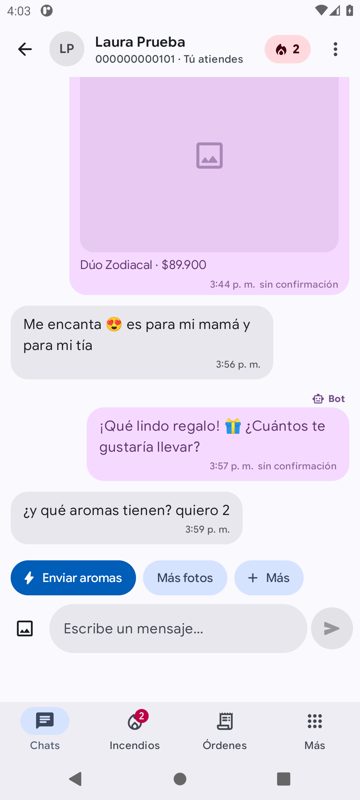 4:03
LP
Laura Prueba
000000000101 · Tú atiendes
2
Dúo Zodiacal · $89.900
3:44 p. m. sin confirmación
Me encanta 😍 es para mi mamá y
para mi tía
3:56 p. m.
Bot
¡Qué lindo regalo! 🎁 ¿Cuántos te
gustaría llevar?
3:57 p. m. sin confirmación
¿y qué aromas tienen? quiero 2
3:59 p. m.
Enviar aromas
Más fotos
+ Más
Escribe un mensaje...
2
Chats
Incendios
Órdenes
Más